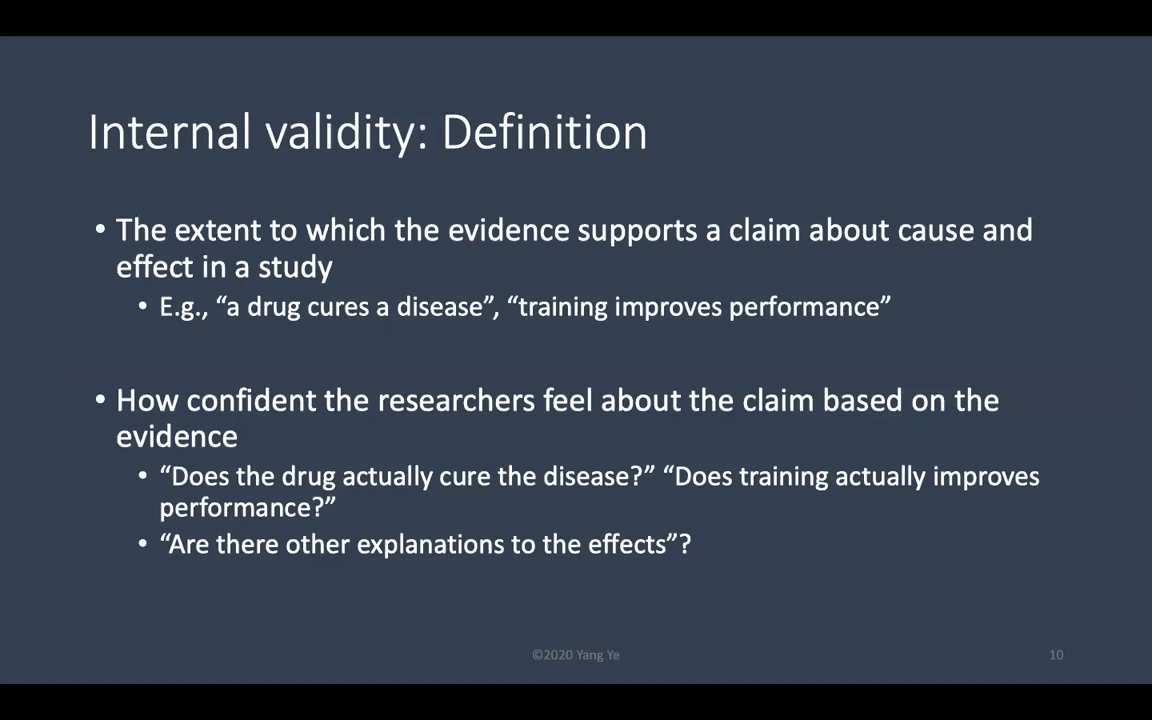 Internal validity: Definition
• The extent to which the evidence supports a claim about cause and
effect in a study
• E.g., “a drug cures a disease”, “training improves performance”
• How confident the researchers feel about the claim based on the
evidence
• “Does the drug actually cure the disease?” “Does training actually improves
performance?”
• “Are there other explanations to the effects”?
©2020 Yang Ye
10